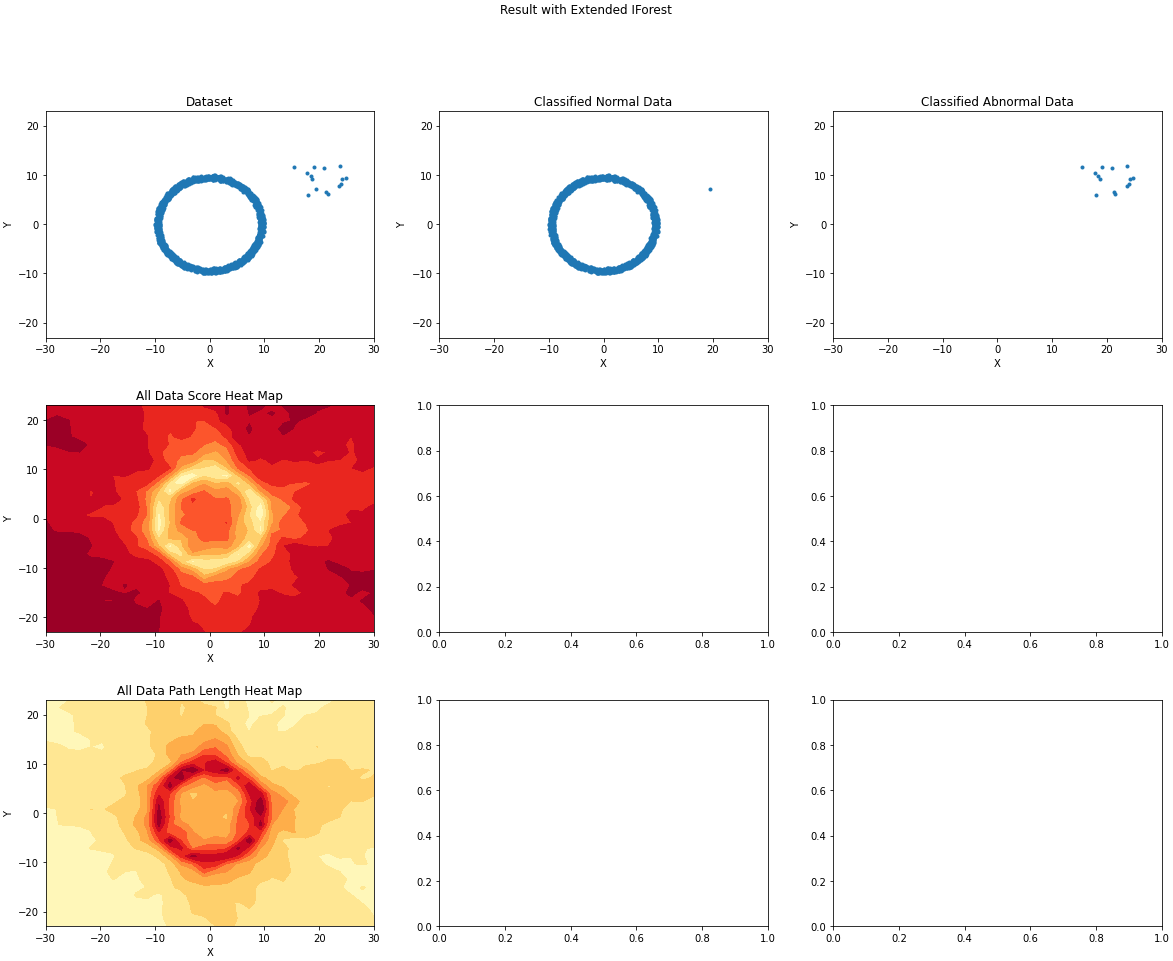 Result with Extended IForest
Dataset
Classified Normal Data
Classified Abnormal Data
20
10
0
−10
−20
Y
−30 −20 −10 0 10 20 30
X
20
10
0
−10
−20
Y
−30 −20 −10 0 10 20 30
X
20
10
0
−10
−20
Y
−30 −20 −10 0 10 20 30
X
All Data Score Heat Map
20
10
0
−10
−20
Y
−30 −20 −10 0 10 20 30
X
1.0
0.8
0.6
0.4
0.2
0.0
0.0 0.2 0.4 0.6 0.8 1.0
1.0
0.8
0.6
0.4
0.2
0.0
0.0 0.2 0.4 0.6 0.8 1.0
All Data Path Length Heat Map
20
10
0
−10
−20
Y
−30 −20 −10 0 10 20 30
X
1.0
0.8
0.6
0.4
0.2
0.0
0.0 0.2 0.4 0.6 0.8 1.0
1.0
0.8
0.6
0.4
0.2
0.0
0.0 0.2 0.4 0.6 0.8 1.0